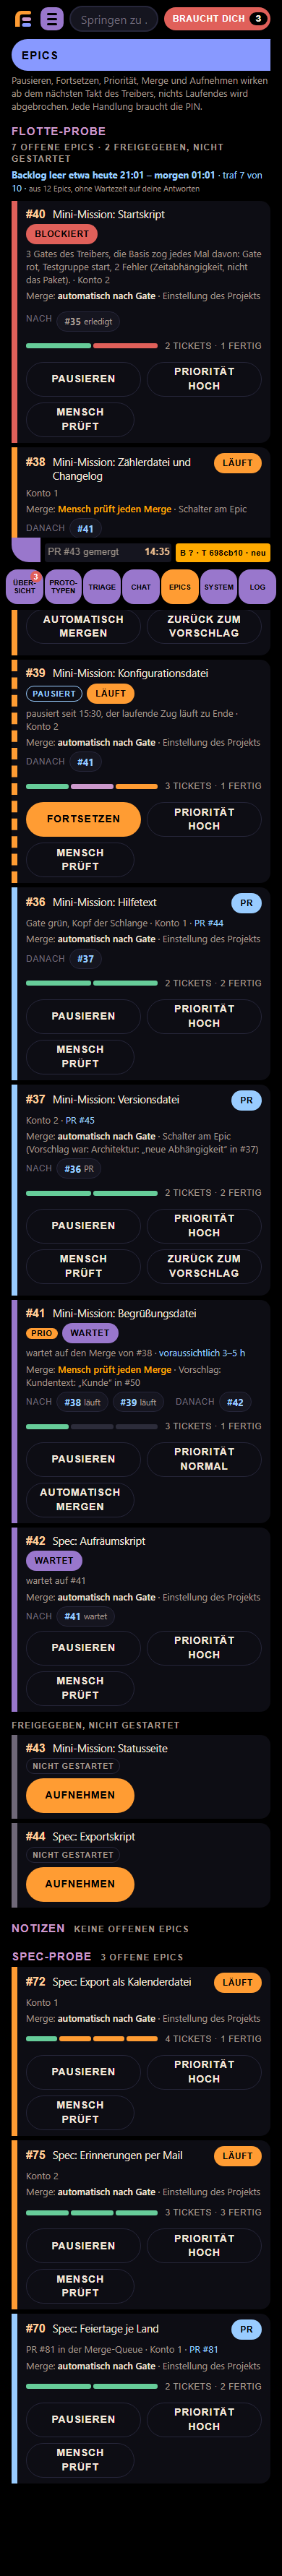 Springen zu .
BRAUCHT DICH 3
EPICS
Pausieren, Fortsetzen, Priorität, Merge und Aufnehmen wirken
ab dem nächsten Takt des Treibers, nichts Laufendes wird
abgebrochen. Jede Handlung braucht die PIN.
FLOTTE-PROBE
7 OFFENE EPICS · 2 FREIGEGEBEN, NICHT
GESTARTET
Backlog leer etwa heute 21:01 – morgen 01:01 · traf 7 von
10 · aus 12 Epics, ohne Wartezeit auf deine Antworten
#40 Mini-Mission: Startskript
BLOCKIERT
3 Gates des Treibers, die Basis zog jedes Mal davon: Gate
rot, Testgruppe start, 2 Fehler (Zeitabhängigkeit, nicht
das Paket). · Konto 2
Merge: automatisch nach Gate · Einstellung des Projekts
NACH #35 erledigt
2 TICKETS · 1 FERTIG
PAUSIEREN
PRIORITÄT
HOCH
MENSCH
PRÜFT
#38 Mini-Mission: Zählerdatei und
Changelog
LÄUFT
Konto 1
Merge: Mensch prüft jeden Merge · Schalter am Epic
DANACH #41
PR #43 gemergt 14:35
B ? · T 698cb10 · neu
ÜBER-
SICHT
3
PROTO-
TYPEN
TRIAGE
CHAT
EPICS
SYSTEM
LOG
AUTOMATISCH
MERGEN
ZURÜCK ZUM
VORSCHLAG
#39 Mini-Mission: Konfigurationsdatei
PAUSIERT LÄUFT
pausiert seit 15:30, der laufende Zug läuft zu Ende ·
Konto 2
Merge: automatisch nach Gate · Einstellung des Projekts
DANACH #41
3 TICKETS · 1 FERTIG
FORTSETZEN
PRIORITÄT
HOCH
MENSCH
PRÜFT
#36 Mini-Mission: Hilfetext
PR
Gate grün, Kopf der Schlange · Konto 1 · PR #44
Merge: automatisch nach Gate · Einstellung des Projekts
DANACH #37
2 TICKETS · 2 FERTIG
PAUSIEREN
PRIORITÄT
HOCH
MENSCH
PRÜFT
#37 Mini-Mission: Versionsdatei
PR
Konto 2 · PR #45
Merge: automatisch nach Gate · Schalter am Epic
(Vorschlag war: Architektur: „neue Abhängigkeit“ in #37)
NACH #36 PR
2 TICKETS · 2 FERTIG
PAUSIEREN
PRIORITÄT
HOCH
MENSCH
PRÜFT
ZURÜCK ZUM
VORSCHLAG
#41 Mini-Mission: Begrüßungsdatei
PRIO WARTET
wartet auf den Merge von #38 · voraussichtlich 3–5 h
Merge: Mensch prüft jeden Merge · Vorschlag:
Kundentext: „Kunde“ in #50
NACH #38 läuft #39 läuft DANACH #42
3 TICKETS · 1 FERTIG
PAUSIEREN
PRIORITÄT
NORMAL
AUTOMATISCH
MERGEN
#42 Spec: Aufräumskript
WARTET
wartet auf #41
Merge: automatisch nach Gate · Einstellung des Projekts
NACH #41 wartet
PAUSIEREN
PRIORITÄT
HOCH
MENSCH
PRÜFT
FREIGEGEBEN, NICHT GESTARTET
#43 Mini-Mission: Statusseite
NICHT GESTARTET
AUFNEHMEN
#44 Spec: Exportskript
NICHT GESTARTET
AUFNEHMEN
NOTIZEN KEINE OFFENEN EPICS
SPEC-PROBE 3 OFFENE EPICS
#72 Spec: Export als Kalenderdatei
LÄUFT
Konto 1
Merge: automatisch nach Gate · Einstellung des Projekts
4 TICKETS · 1 FERTIG
PAUSIEREN
PRIORITÄT
HOCH
MENSCH
PRÜFT
#75 Spec: Erinnerungen per Mail
LÄUFT
Konto 2
Merge: automatisch nach Gate · Einstellung des Projekts
3 TICKETS · 3 FERTIG
PAUSIEREN
PRIORITÄT
HOCH
MENSCH
PRÜFT
#70 Spec: Feiertage je Land
PR
PR #81 in der Merge-Queue · Konto 1 · PR #81
Merge: automatisch nach Gate · Einstellung des Projekts
2 TICKETS · 2 FERTIG
PAUSIEREN
PRIORITÄT
HOCH
MENSCH
PRÜFT